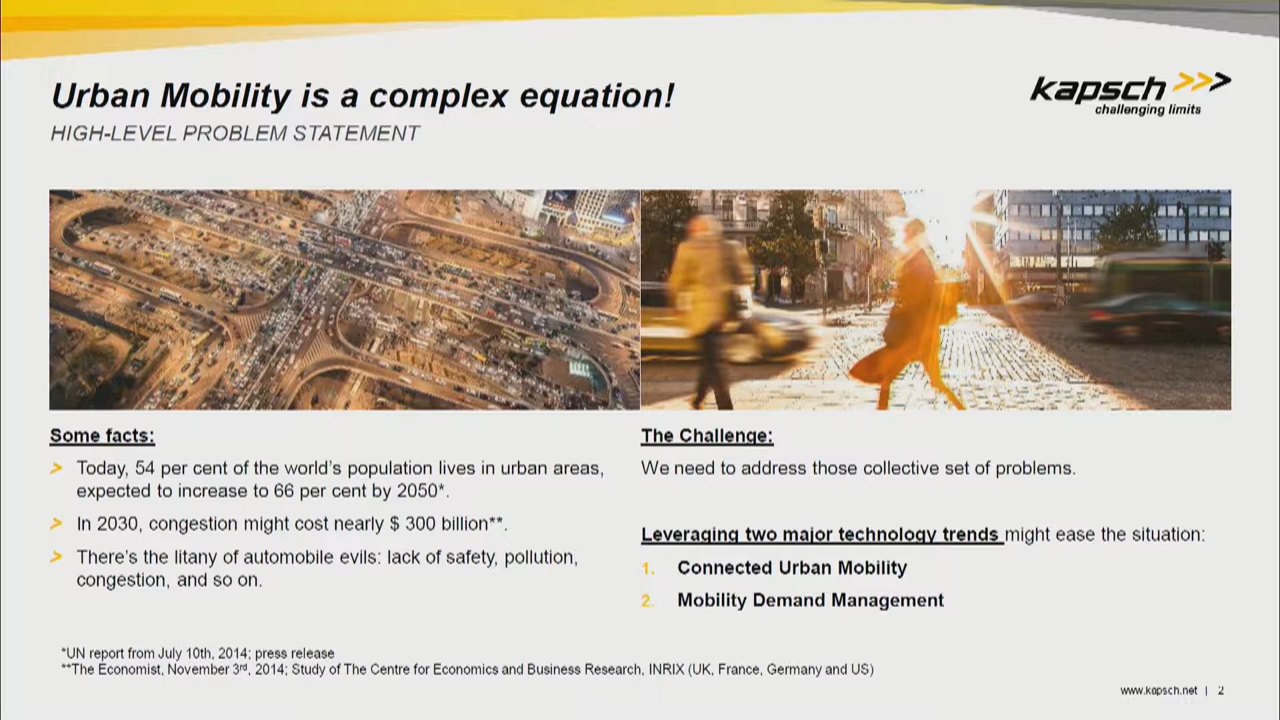 Urban Mobility is a complex equation!
HIGH-LEVEL PROBLEM STATEMENT
kapsch >>>
challenging limits
Some facts:
> Today, 54 per cent of the world's population lives in urban areas,
expected to increase to 66 per cent by 2050*.
> In 2030, congestion might cost nearly $ 300 billion**.
> There's the litany of automobile evils: lack of safety, pollution,
congestion, and so on.
The Challenge:
We need to address those collective set of problems.
Leveraging two major technology trends might ease the situation:
1. Connected Urban Mobility
2. Mobility Demand Management
*UN report from July 10th, 2014; press release
**The Economist, November 3rd, 2014; Study of The Centre for Economics and Business Research, INRIX (UK, France, Germany and US)
www.kapsch.net | 2